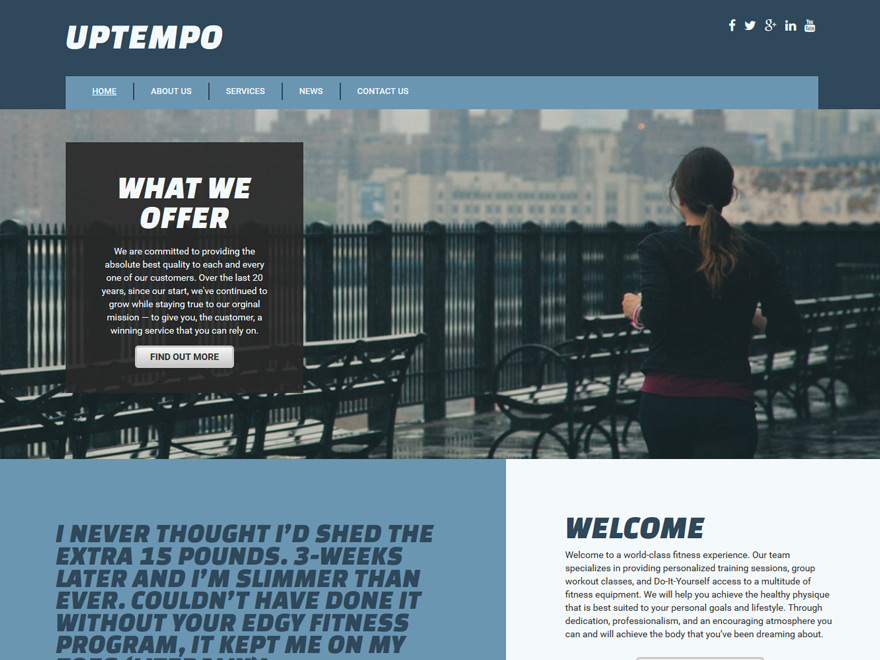 UPTEMPO
HOME
ABOUT US
SERVICES
NEWS
CONTACT US
WHAT WE
OFFER
We are committed to providing the
absolute best quality to each and every
one of our customers. Over the last 20
years, since our start, we've continued to
grow while staying true to our orginal
mission — to give you, the customer, a
winning service that you can rely on.
FIND OUT MORE
I NEVER THOUGHT I'D SHED THE
EXTRA 15 POUNDS. 3-WEEKS
LATER AND I'M SLIMMER THAN
EVER. COULDN'T HAVE DONE IT
WITHOUT YOUR EDGY FITNESS
PROGRAM, IT KEPT ME ON MY
WELCOME
Welcome to a world-class fitness experience. Our team
specializes in providing personalized training sessions, group
workout classes, and Do-It-Yourself access to a multitude of
fitness equipment. We will help you achieve the healthy physique
that is best suited to your personal goals and lifestyle. Through
dedication, professionalism, and an encouraging atmosphere you
can and will achieve the body that you've been dreaming about.